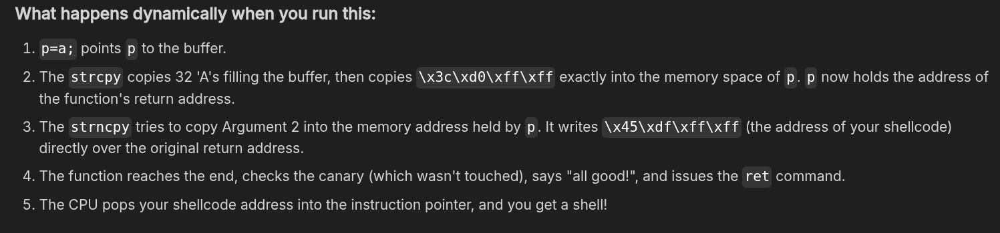 What happens dynamically when you run this:
1. p=a; points p to the buffer.
2. The strcpy copies 32 'A's filling the buffer, then copies \x3c\xd0\xff\xff exactly into the memory space of p. p now holds the address of
the function's return address.
3. The strncpy tries to copy Argument 2 into the memory address held by p. It writes \x45\xdf\xff\xff (the address of your shellcode)
directly over the original return address.
4. The function reaches the end, checks the canary (which wasn't touched), says "all good!", and issues the ret command.
5. The CPU pops your shellcode address into the instruction pointer, and you get a shell!